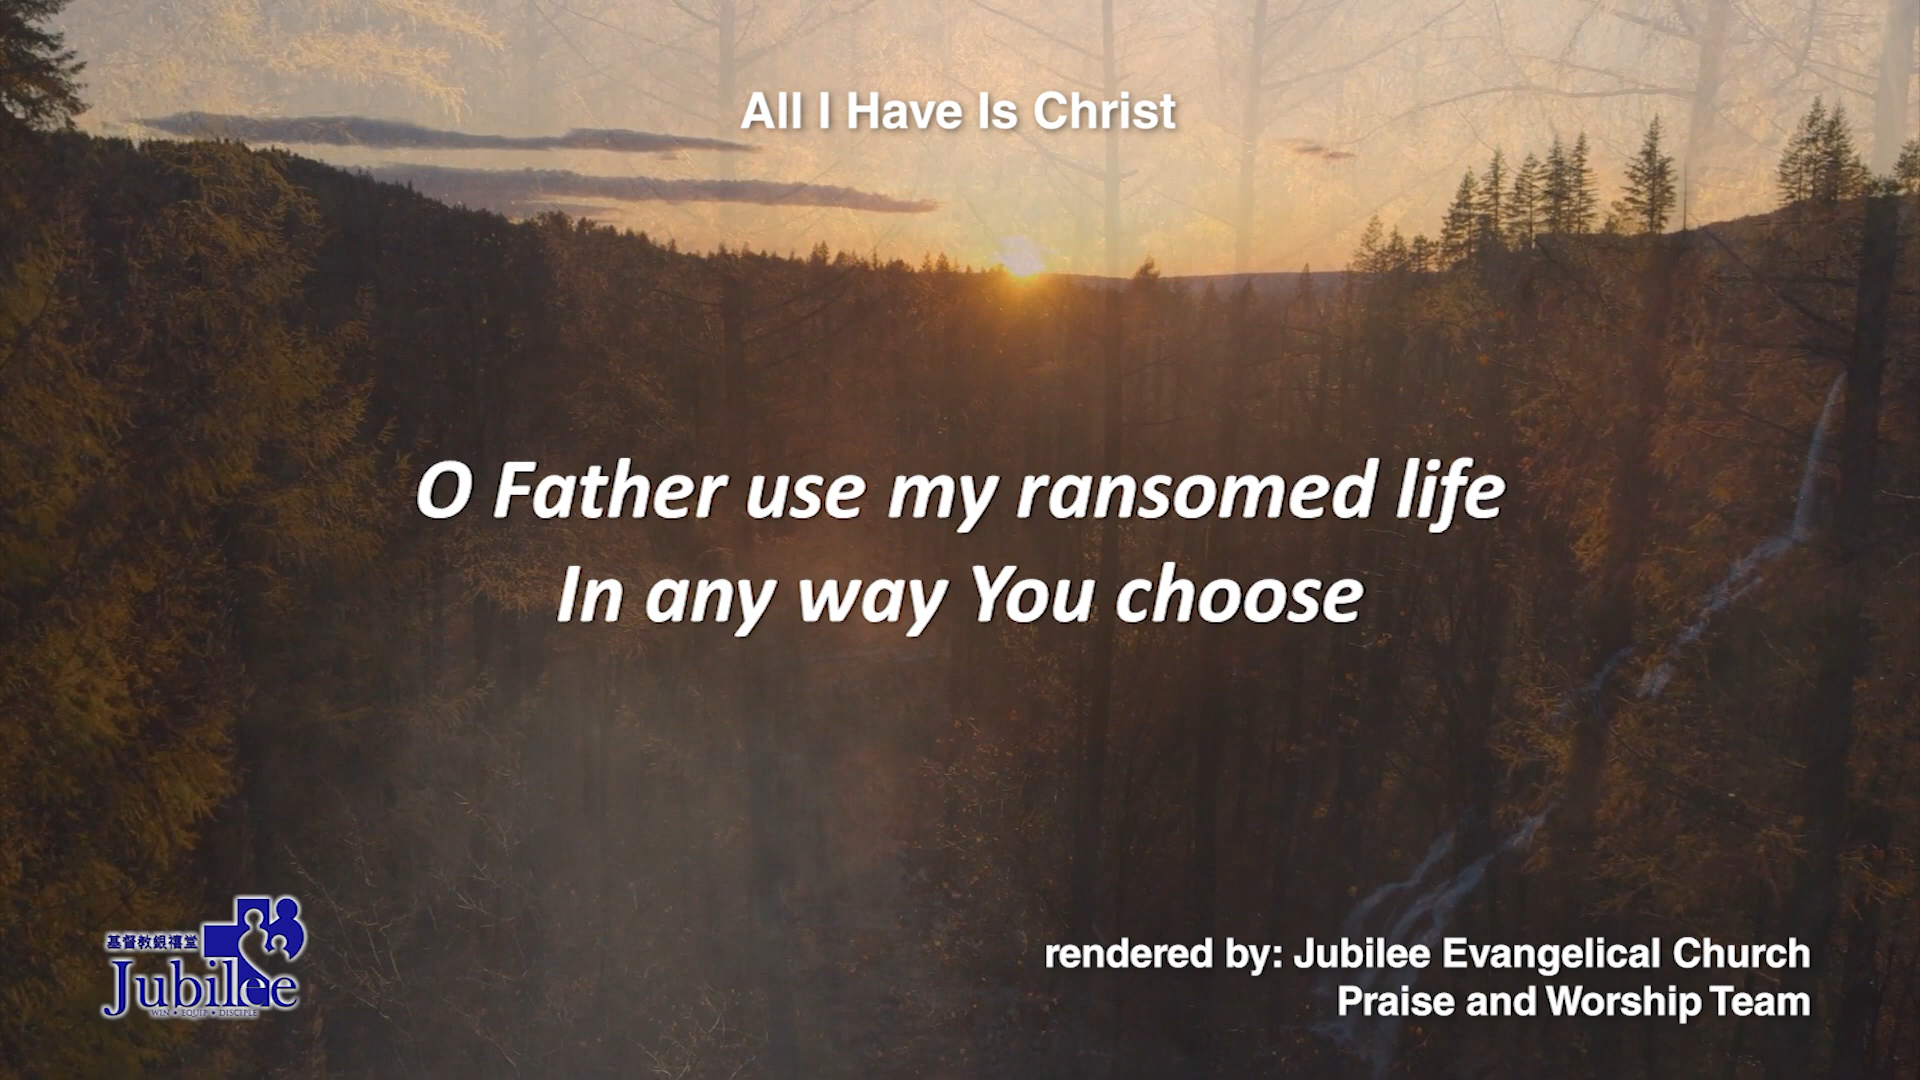 All I Have Is Christ
O Father use my ransomed life
In any way You choose
基督教銀禧堂
Jubilee
WIN • EQUIP • DISCIPLE
rendered by: Jubilee Evangelical Church
Praise and Worship Team